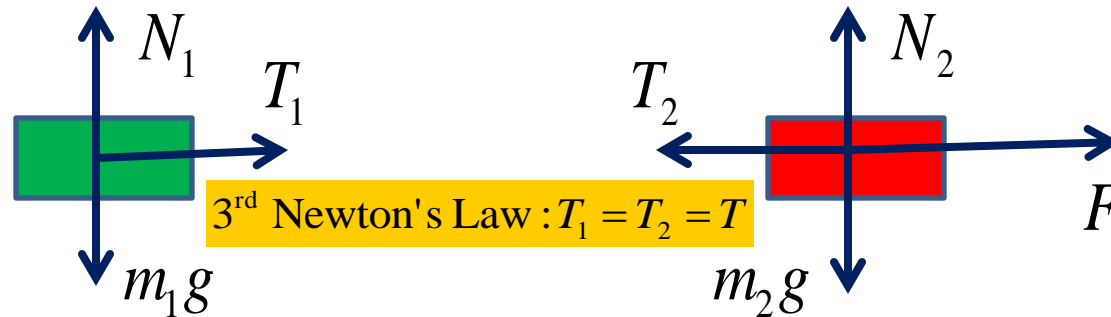 N₁
T₁
T₂
N₂
3ʳᵈ Newton's Law : T₁ = T₂ = T
F
m₁g
m₂g